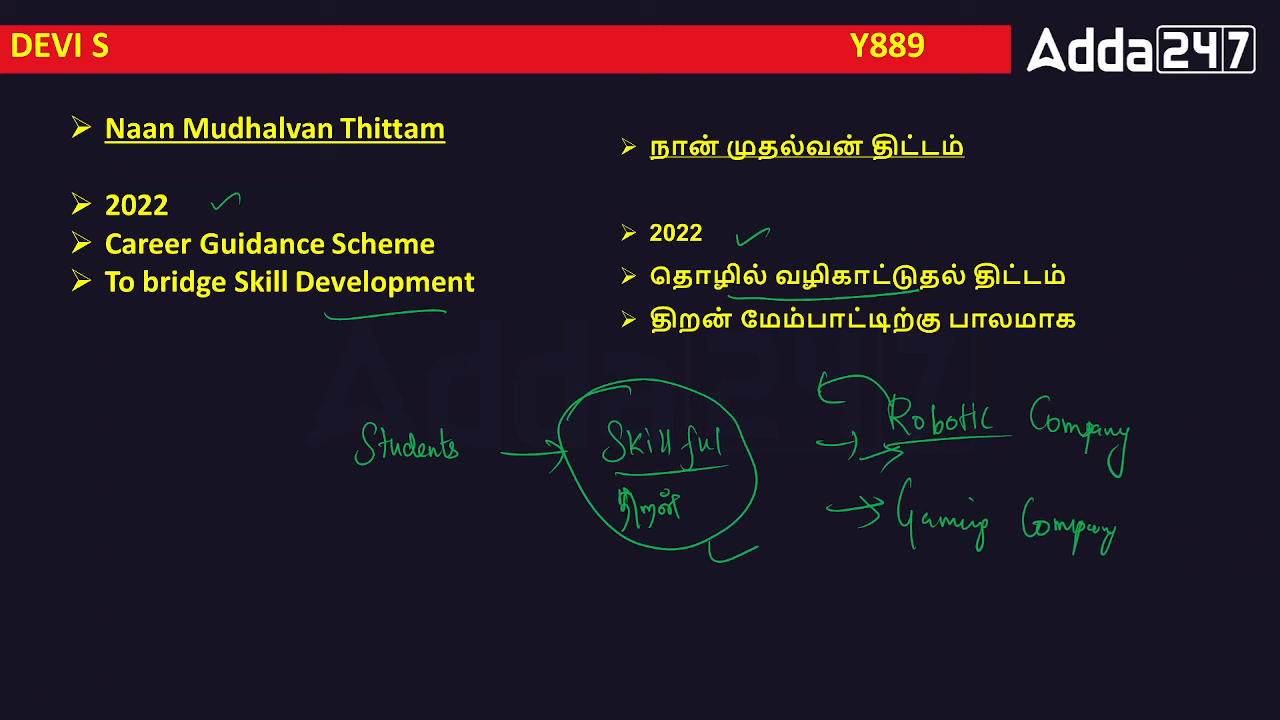 DEVI S
Y889
Adda247
Naan Mudhalvan Thittam
2022
Career Guidance Scheme
To bridge Skill Development
நான் முதல்வன் திட்டம்
2022
தொழில் வழிகாட்டுதல் திட்டம்
திறன் மேம்பாட்டிற்கு பாலமாக
Adda247
Students
Skillful
திறன்
Robotic Company
Gaming Company